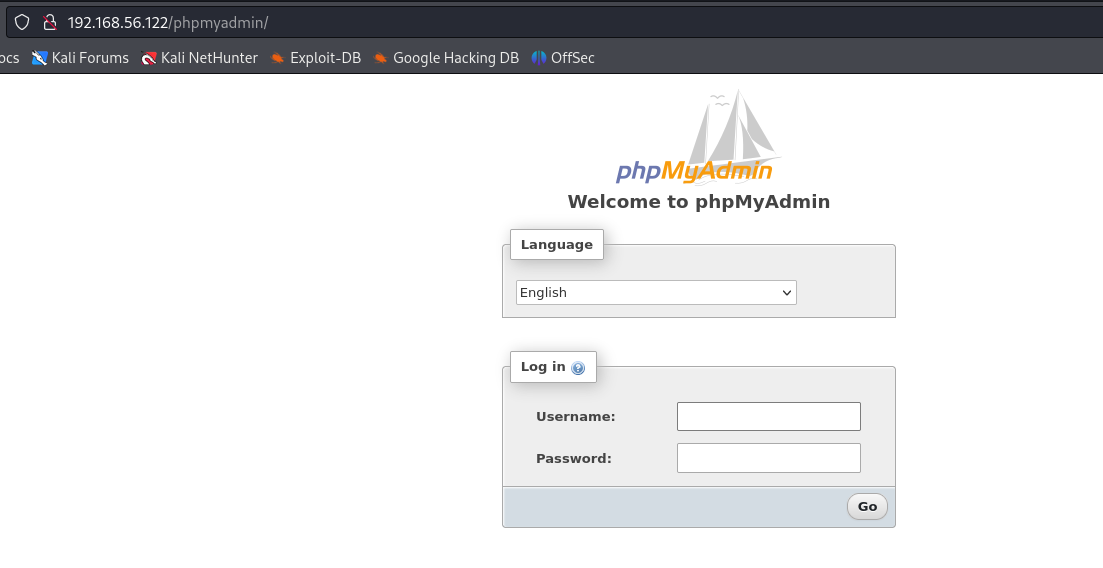 192.168.56.122/phpmyadmin/
ocs Kali Forums Kali NetHunter Exploit-DB Google Hacking DB OffSec
phpMyAdmin
Welcome to phpMyAdmin
Language
English
Log in
Username:
Password:
Go